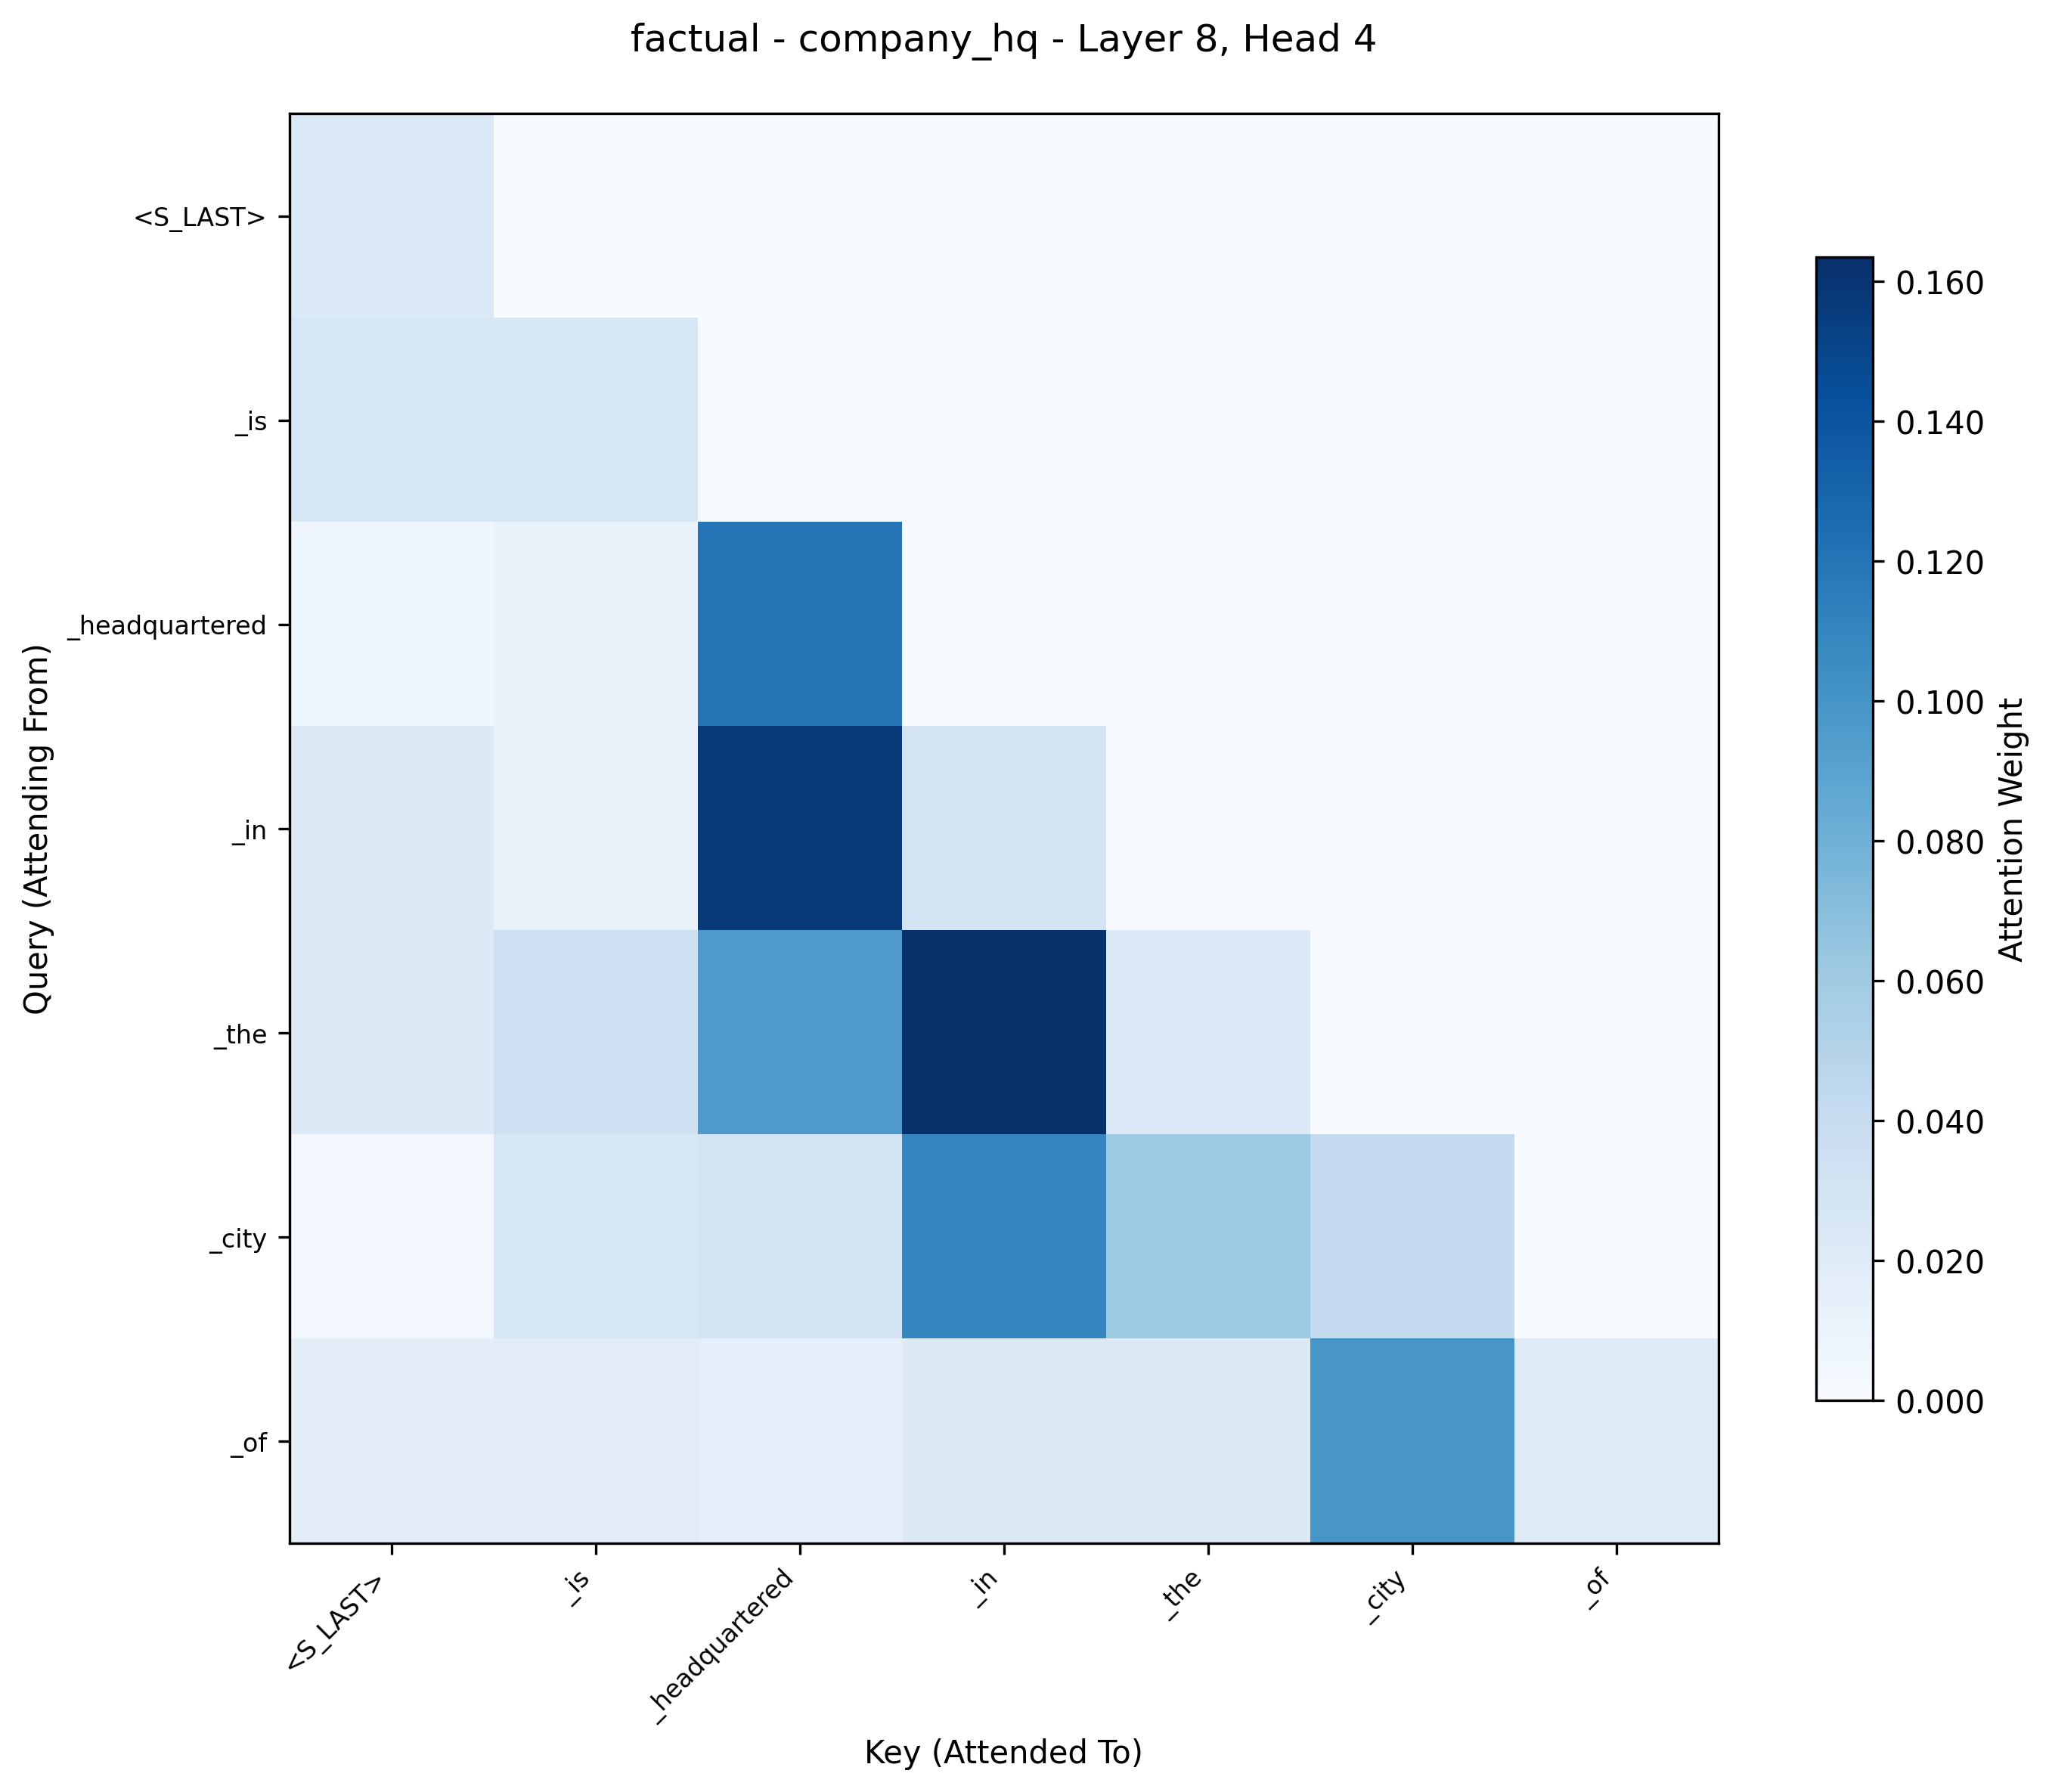 factual - company_hq - Layer 8, Head 4
Query (Attending From)
<S_LAST>
_is
_headquartered
_in
_the
_city
_of
<S_LAST>
_is
_headquartered
_in
_the
_city
_of
Key (Attended To)
0.160
0.140
0.120
0.100
0.080
0.060
0.040
0.020
0.000
Attention Weight